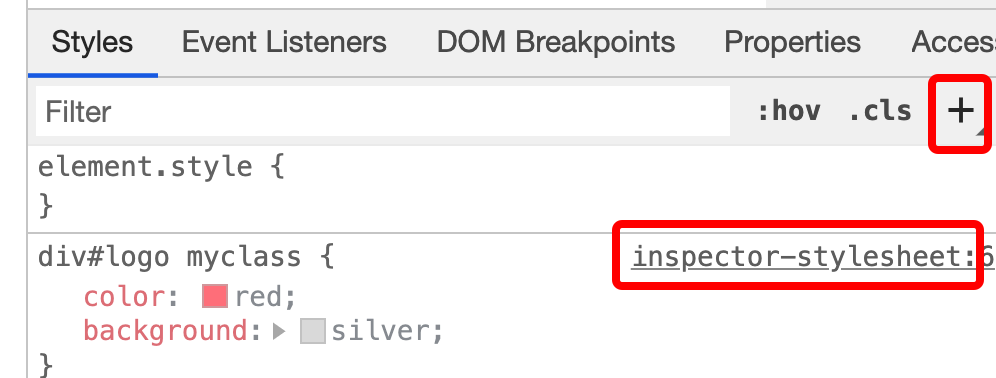 Styles Event Listeners DOM Breakpoints Properties Acces
Filter :hov .cls +
element.style {
}
div#logo myclass { inspector-stylesheet:6
color: red;
background: silver;
}